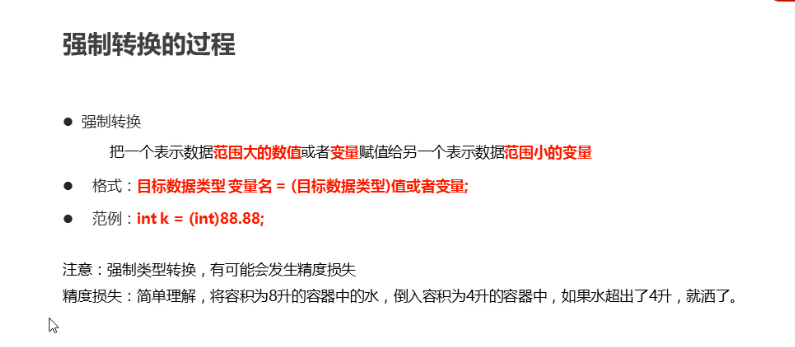 强制转换的过程
● 强制转换
把一个表示数据范围大的数值或者变量赋值给另一个表示数据范围小的变量
● 格式：目标数据类型 变量名 = (目标数据类型)值或者变量;
● 范例：int k = (int)88.88;
注意：强制类型转换，有可能会发生精度损失
精度损失：简单理解，将容积为8升的容器中的水，倒入容积为4升的容器中，如果水超出了4升，就洒了。